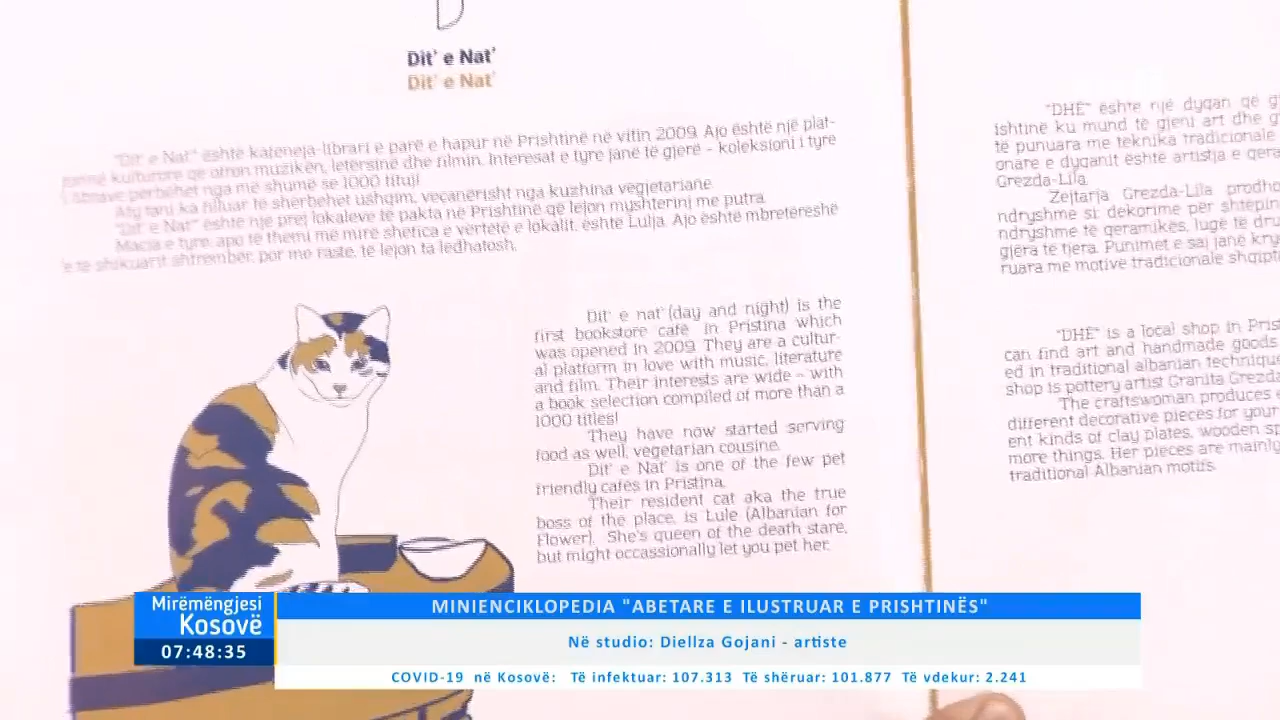 Dit' e Nat'
Dit' e Nat'
"Dit' e Nat'" është kafeneja-librari e parë e hapur në Prishtinë në vitin 2009. Ajo është një plat-
formë kulturore që ofron muzikën, letërsinë dhe filmin. Interesat e tyre janë të gjerë – koleksioni i tyre
i librave përbëhet nga më shumë se 1000 tituj!
Aty tani ka filluar të shërbehet ushqim, veçanërisht nga kuzhina vegjetariane.
"Dit' e Nat'" është një prej lokaleve të pakta në Prishtinë që lejon myshterinj me putra.
Macja e tyre, apo të themi më mirë shefica e vërtetë e lokalit, është Lulja. Ajo është mbretëreshë
e të shikuarit shtrembër, por me raste, të lejon ta ledhatosh.
Dit' e nat' (day and night) is the
first bookstore cafe in Pristina which
was opened in 2009. They are a cultur-
al platform in love with music, literature
and film. Their interests are wide – with
a book selection compiled of more than a
1000 titles!
They have now started serving
food as well, vegetarian cousine.
Dit' e Nat' is one of the few pet
friendly cafes in Pristina.
Their resident cat aka the true
boss of the place, is Lule (Albanian for
Flower). She's queen of the death stare,
but might occassionally let you pet her.
"DHE" është një dyqan që
ishtinë ku mund të gjeni art dhe
të punuara me teknika tradicionale
onare e dyqanit është artistja e
Grezda-Lila.
Zejtarja Grezda-Lila
ndryshme si: dekorime për
ndryshme të qeramikës, lugë të
gjëra të tjera. Punimet e saj janë
ruara me motive tradicionale
"DHE" is a local shop in
can find art and handmade goods
ed in traditional albanian
shop is pottery artist Granita
The craftswoman produces
different decorative pieces for your
ent kinds of clay plates, wooden
more things. Her pieces are
traditional Albanian motifs.
Mirëmëngjesi
Kosovë
07:48:35
MINIENCIKLOPEDIA "ABETARE E ILUSTRUAR E PRISHTINËS"
Në studio: Diellza Gojani - artiste
COVID-19 në Kosovë: Të infektuar: 107.313 Të shëruar: 101.877 Të vdekur: 2.241